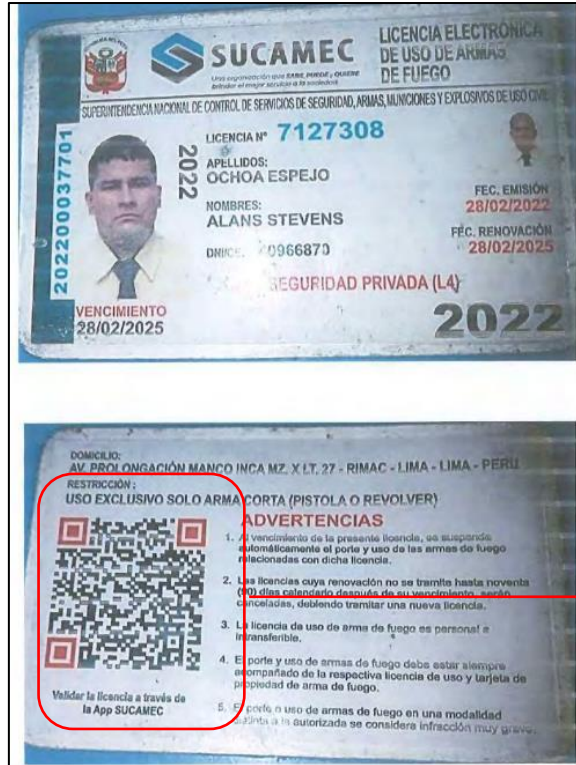 SUCAMEC
Una organización que SABE, PUEDE y QUIERE
brindar el mejor servicio a la sociedad.
LICENCIA ELECTRÓNICA
DE USO DE ARMAS
DE FUEGO
SUPERINTENDENCIA NACIONAL DE CONTROL DE SERVICIOS DE SEGURIDAD, ARMAS, MUNICIONES Y EXPLOSIVOS DE USO CIVIL
202200037701
2022
LICENCIA Nº 7127308
APELLIDOS:
OCHOA ESPEJO
NOMBRES:
ALANS STEVENS
0966870
SEGURIDAD PRIVADA (L4)
FEC. EMISIÓN
28/02/2022
FEC. RENOVACIÓN
28/02/2025
VENCIMIENTO
28/02/2025
2022
DOMICILIO:
AV. PROLONGACIÓN MANCO INCA MZ. X LT. 27 - RIMAC - LIMA - LIMA - PERU
RESTRICCIÓN:
USO EXCLUSIVO SOLO ARMA CORTA (PISTOLA O REVOLVER)
ADVERTENCIAS
1. Al vencimiento de la presente licencia, se suspende
automáticamente el porte y uso de las armas de fuego
relacionadas con dicha licencia.
2. Las licencias cuya renovación no se tramite hasta noventa
(90) días calendario después de su vencimiento, serán
canceladas, debiendo tramitar una nueva licencia.
3. La licencia de uso de arma de fuego es personal e
intransferible.
4. El porte y uso de armas de fuego debe estar siempre
acompañado de la respectiva licencia de uso y tarjeta de
propiedad de arma de fuego.
5. El porte o uso de armas de fuego en una modalidad
distinta a la autorizada se considera infracción muy grave.
Validar la licencia a través de
la App SUCAMEC